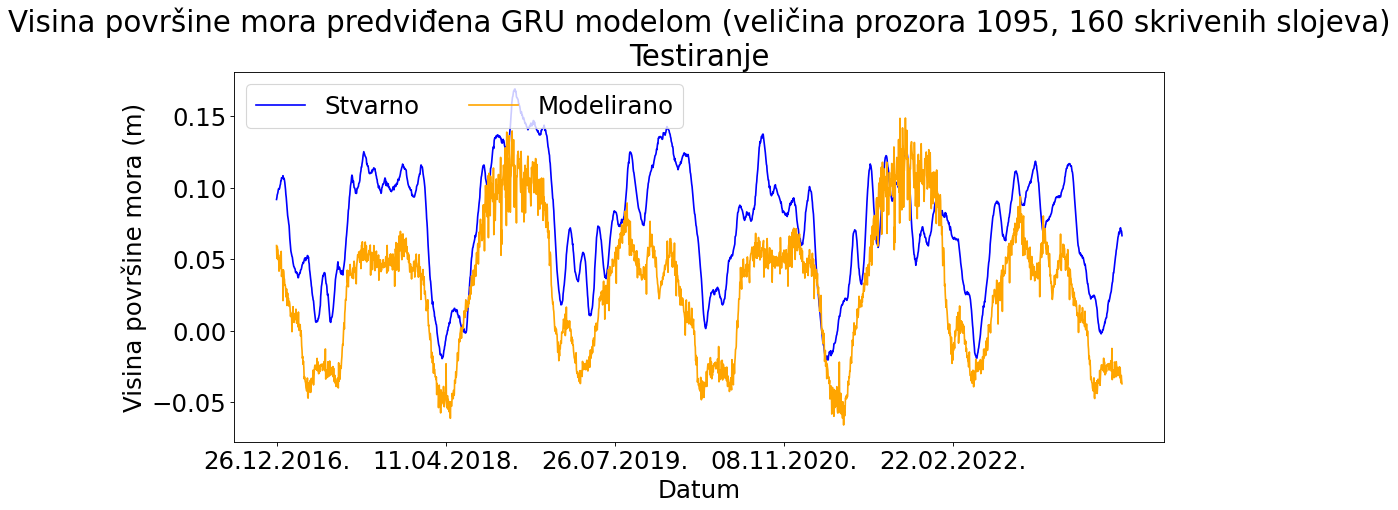 Visina površine mora predviđena GRU modelom (veličina prozora 1095, 160 skrivenih slojeva)
Testiranje
Stvarno Modelirano
Visina površine mora (m)
0.15
0.10
0.05
0.00
−0.05
26.12.2016. 11.04.2018. 26.07.2019. 08.11.2020. 22.02.2022.
Datum